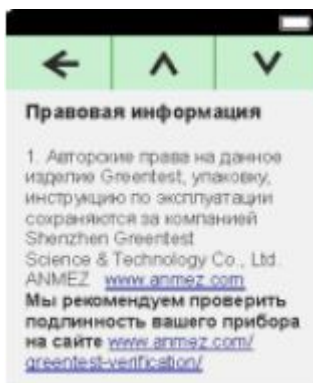 Правовая информация
1. Авторские права на данное
изделие Greentest, упаковку,
инструкцию по эксплуатации
сохраняются за компанией
Shenzhen Greentest
Science & Technology Co., Ltd.
ANMEZ www.anmez.com
Мы рекомендуем проверить
подлинность вашего прибора
на сайте www.anmez.com/
greentest-verification/